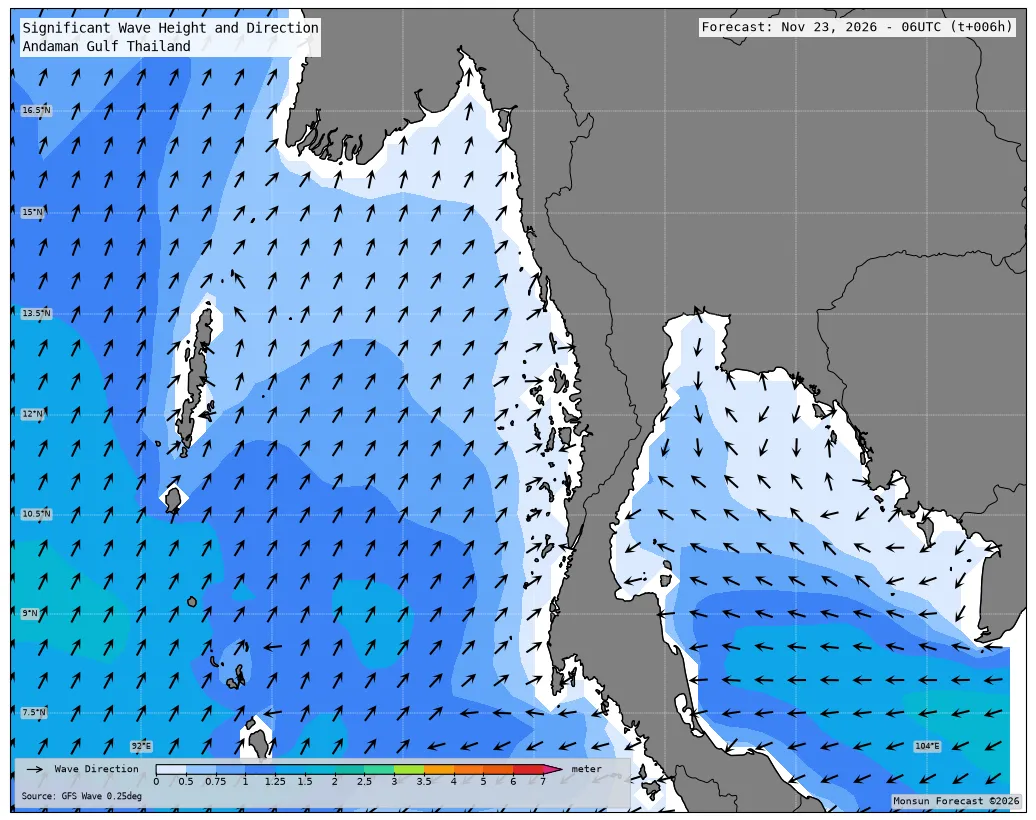 Significant Wave Height and Direction
Andaman Gulf Thailand
Forecast: Nov 23, 2026 - 06UTC (t+006h)
16.5°N
15°N
13.5°N
12°N
10.5°N
9°N
7.5°N
92°E
104°E
Wave Direction
meter
0 0.5 0.75 1 1.25 1.5 2 2.5 3 3.5 4 5 6 7
Source: GFS Wave 0.25deg
Monsun Forecast ©2026